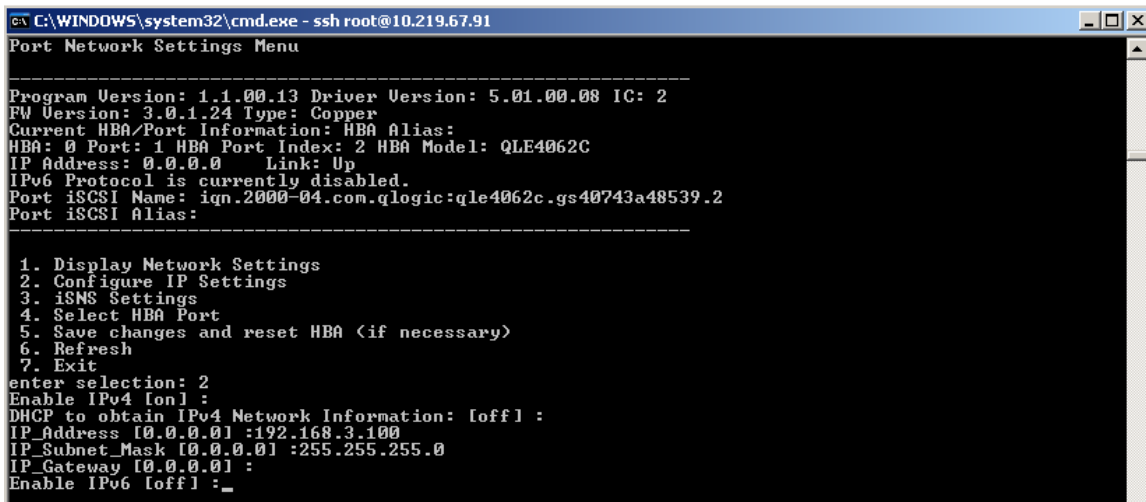 C:\WINDOWS\system32\cmd.exe - ssh root@10.219.67.91
Port Network Settings Menu
--------------------------------------------------------------
Program Version: 1.1.00.13 Driver Version: 5.01.00.08 IC: 2
FW Version: 3.0.1.24 Type: Copper
Current HBA/Port Information: HBA Alias:
HBA: 0 Port: 1 HBA Port Index: 2 HBA Model: QLE4062C
IP Address: 0.0.0.0    Link: Up
IPv6 Protocol is currently disabled.
Port iSCSI Name: iqn.2000-04.com.qlogic:qle4062c.gs40743a48539.2
Port iSCSI Alias:
--------------------------------------------------------------
1. Display Network Settings
2. Configure IP Settings
3. iSNS Settings
4. Select HBA Port
5. Save changes and reset HBA (if necessary)
6. Refresh
7. Exit
enter selection: 2
Enable IPv4 [on] :
DHCP to obtain IPv4 Network Information: [off] :
IP_Address [0.0.0.0] :192.168.3.100
IP_Subnet_Mask [0.0.0.0] :255.255.255.0
IP_Gateway [0.0.0.0] :
Enable IPv6 [off] :_